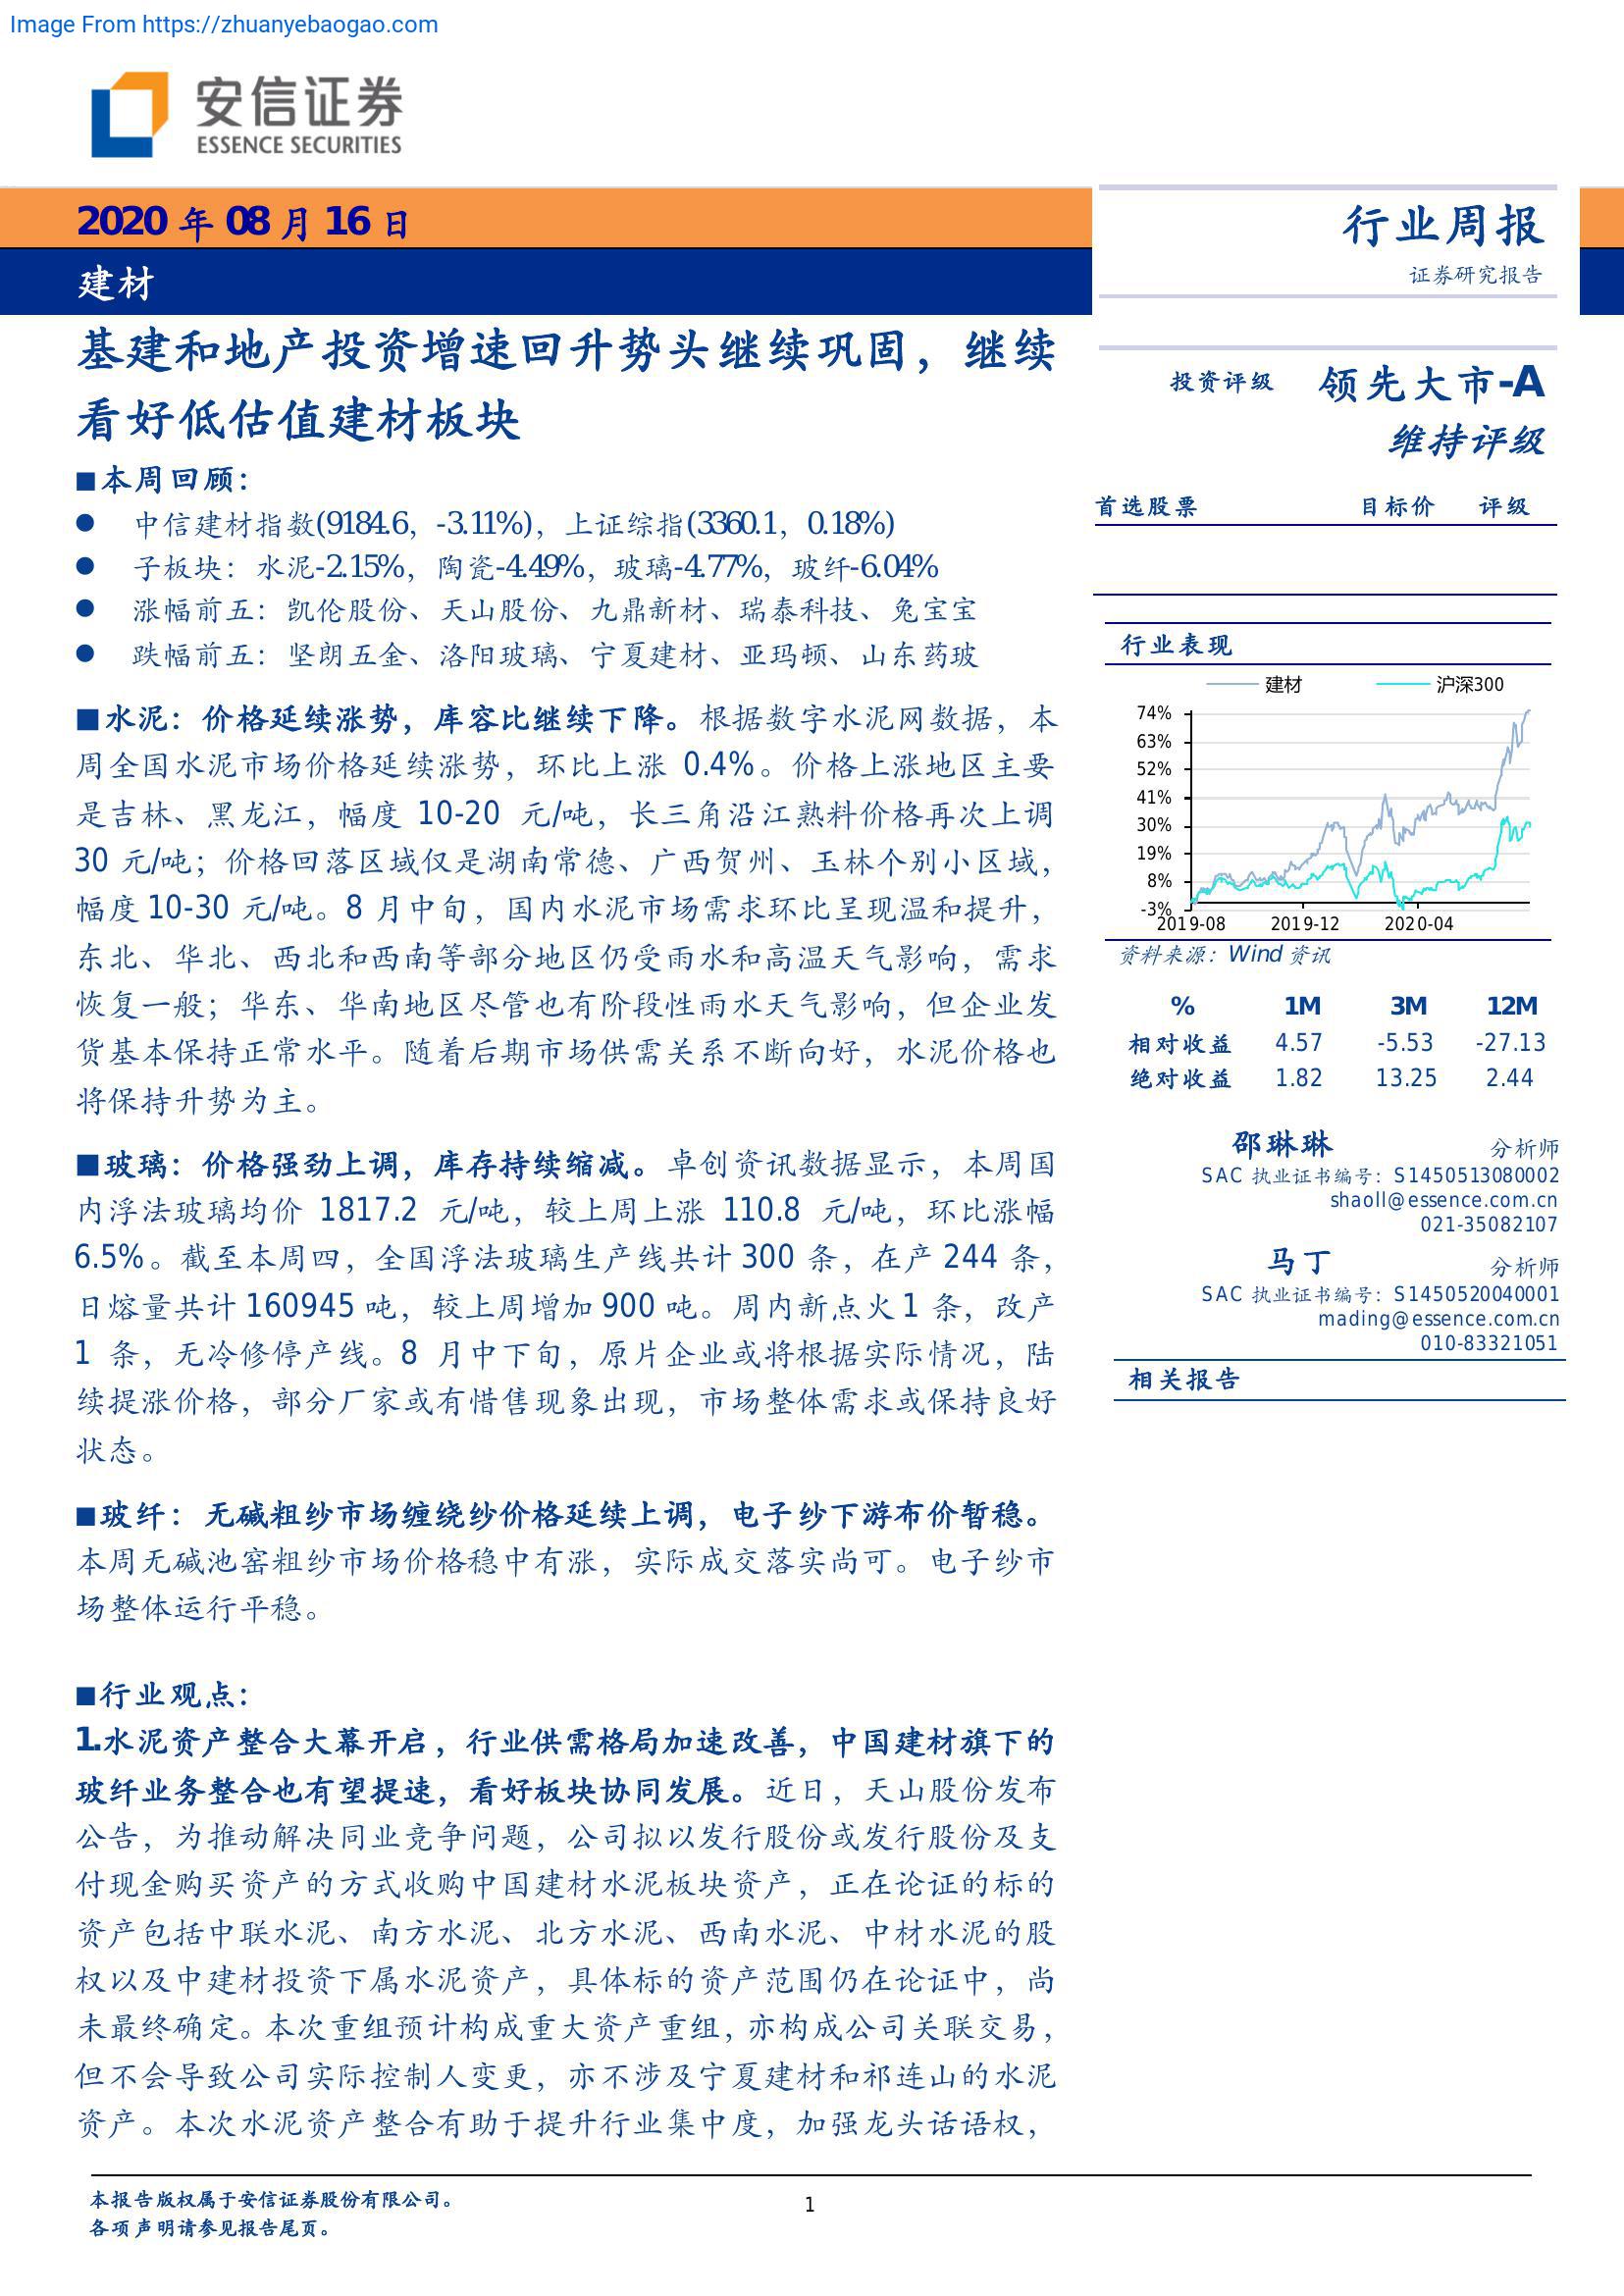 Image From https://zhuanyebaogao.com
安信证券
ESSENCE SECURITIES
2020 年 08 月 16 日
建材
行业周报
证券研究报告
基建和地产投资增速回升势头继续巩固，继续
看好低估值建材板块
■本周回顾：
● 中信建材指数(9184.6，-3.11%)，上证综指(3360.1，0.18%)
● 子板块：水泥-2.15%，陶瓷-4.49%，玻璃-4.77%，玻纤-6.04%
● 涨幅前五：凯伦股份、天山股份、九鼎新材、瑞泰科技、兔宝宝
● 跌幅前五：坚朗五金、洛阳玻璃、宁夏建材、亚玛顿、山东药玻
■水泥：价格延续涨势，库容比继续下降。根据数字水泥网数据，本
周全国水泥市场价格延续涨势，环比上涨 0.4%。价格上涨地区主要
是吉林、黑龙江，幅度 10-20 元/吨，长三角沿江熟料价格再次上调
30 元/吨；价格回落区域仅是湖南常德、广西贺州、玉林个别小区域，
幅度 10-30 元/吨。8 月中旬，国内水泥市场需求环比呈现温和提升，
东北、华北、西北和西南等部分地区仍受雨水和高温天气影响，需求
恢复一般；华东、华南地区尽管也有阶段性雨水天气影响，但企业发
货基本保持正常水平。随着后期市场供需关系不断向好，水泥价格也
将保持升势为主。
■玻璃：价格强劲上调，库存持续缩减。卓创资讯数据显示，本周国
内浮法玻璃均价 1817.2 元/吨，较上周上涨 110.8 元/吨，环比涨幅
6.5%。截至本周四，全国浮法玻璃生产线共计 300 条，在产 244 条，
日熔量共计 160945 吨，较上周增加 900 吨。周内新点火 1 条，改产
1 条，无冷修停产线。8 月中下旬，原片企业或将根据实际情况，陆
续提涨价格，部分厂家或有惜售现象出现，市场整体需求或保持良好
状态。
■玻纤：无碱粗纱市场缠绕纱价格延续上调，电子纱下游布价暂稳。
本周无碱池窑粗纱市场价格稳中有涨，实际成交落实尚可。电子纱市
场整体运行平稳。
■行业观点：
1.水泥资产整合大幕开启，行业供需格局加速改善，中国建材旗下的
玻纤业务整合也有望提速，看好板块协同发展。近日，天山股份发布
公告，为推动解决同业竞争问题，公司拟以发行股份或发行股份及支
付现金购买资产的方式收购中国建材水泥板块资产，正在论证的标的
资产包括中联水泥、南方水泥、北方水泥、西南水泥、中材水泥的股
权以及中建材投资下属水泥资产，具体标的资产范围仍在论证中，尚
未最终确定。本次重组预计构成重大资产重组，亦构成公司关联交易，
但不会导致公司实际控制人变更，亦不涉及宁夏建材和祁连山的水泥
资产。本次水泥资产整合有助于提升行业集中度，加强龙头话语权，
投资评级 领先大市-A
维持评级
首选股票 目标价 评级
行业表现
建材 沪深300
74%
63%
52%
41%
30%
19%
8%
-3%
2019-08 2019-12 2020-04
资料来源：Wind 资讯
% 1M 3M 12M
相对收益 4.57 -5.53 -27.13
绝对收益 1.82 13.25 2.44
邵琳琳 分析师
SAC 执业证书编号：S1450513080002
shaoll@essence.com.cn
021-35082107
马丁 分析师
SAC 执业证书编号：S1450520040001
mading@essence.com.cn
010-83321051
相关报告
本报告版权属于安信证券股份有限公司。
各项声明请参见报告尾页。
1